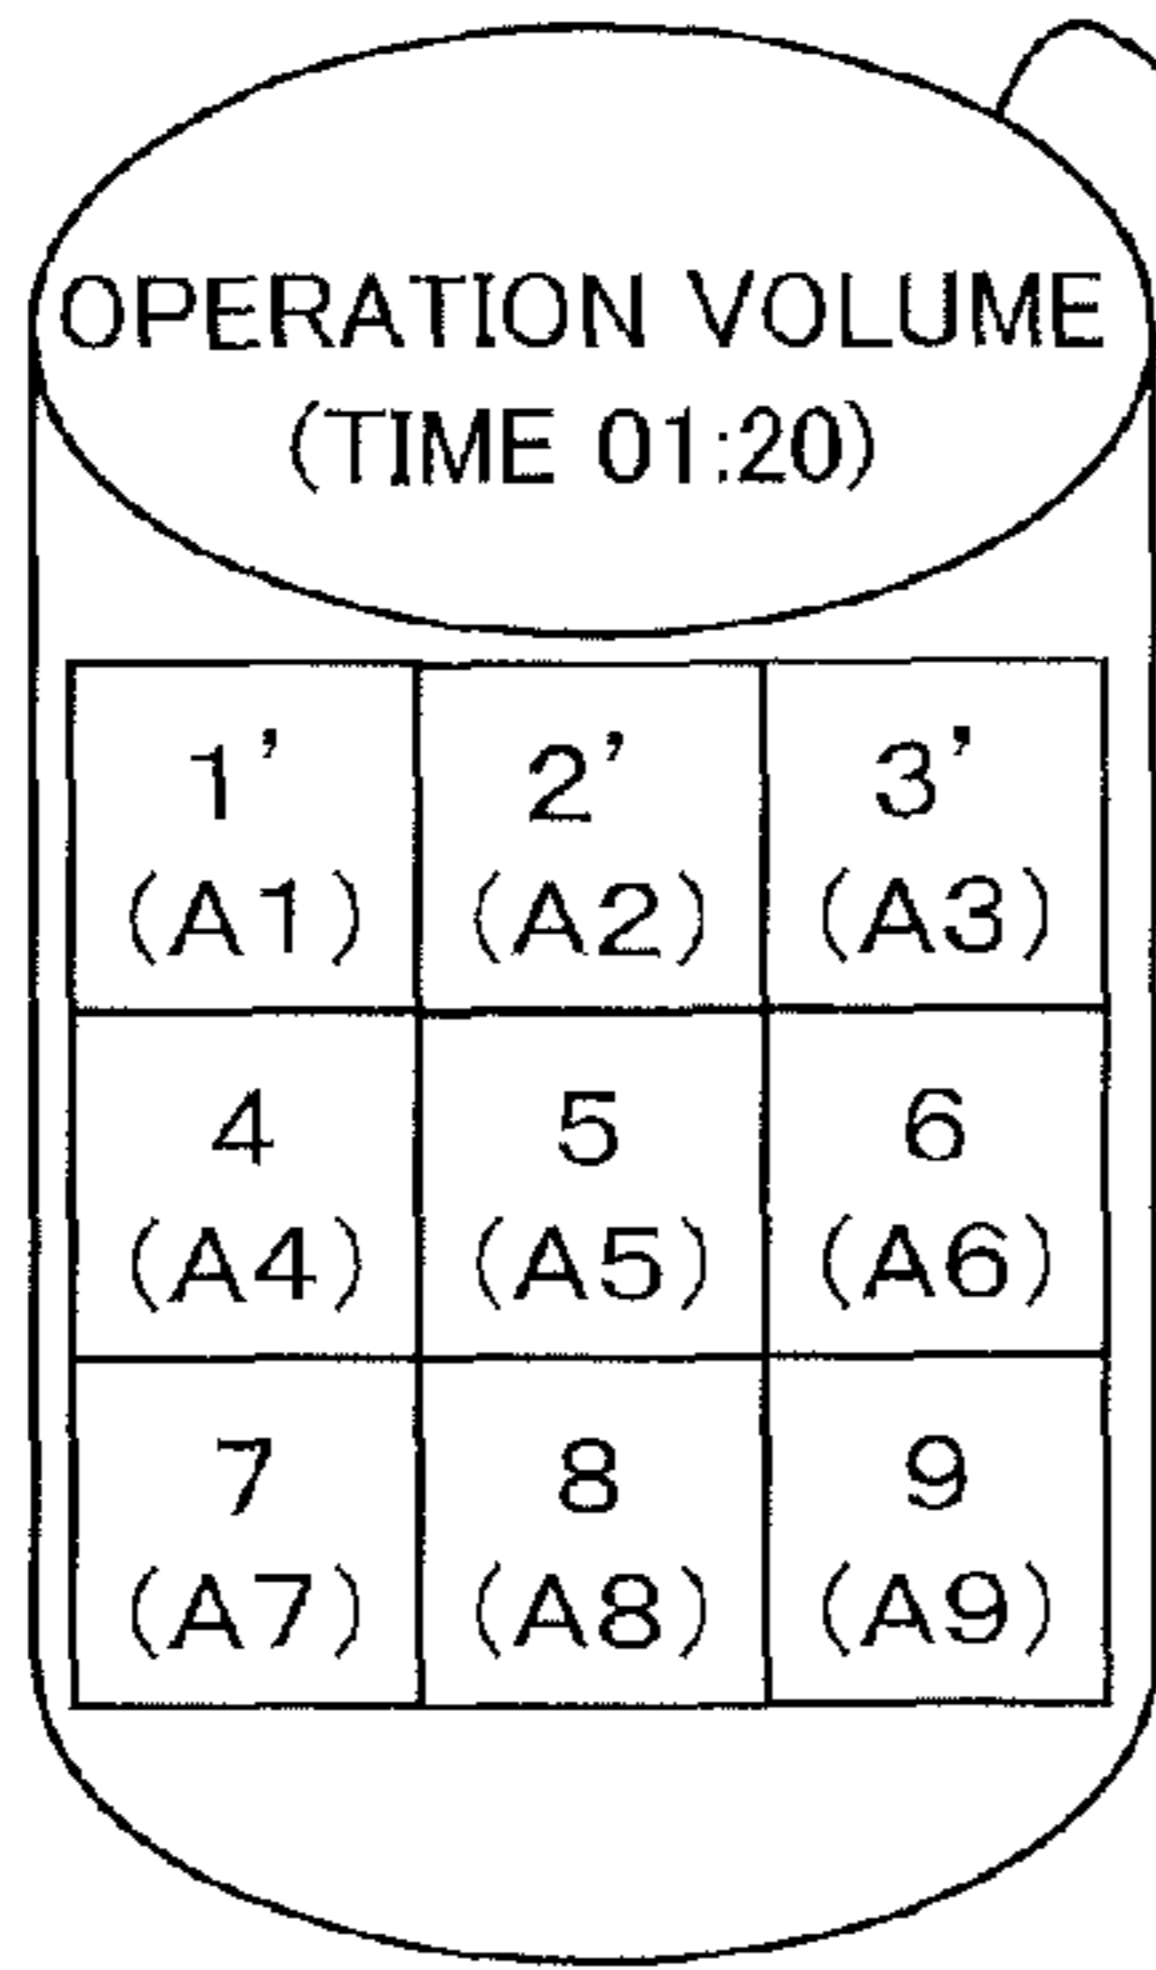 OPERATION VOLUME
(TIME 01:20)
1' 2' 3'
(A1) (A2) (A3)
4 5 6
(A4) (A5) (A6)
7 8 9
(A7) (A8) (A9)